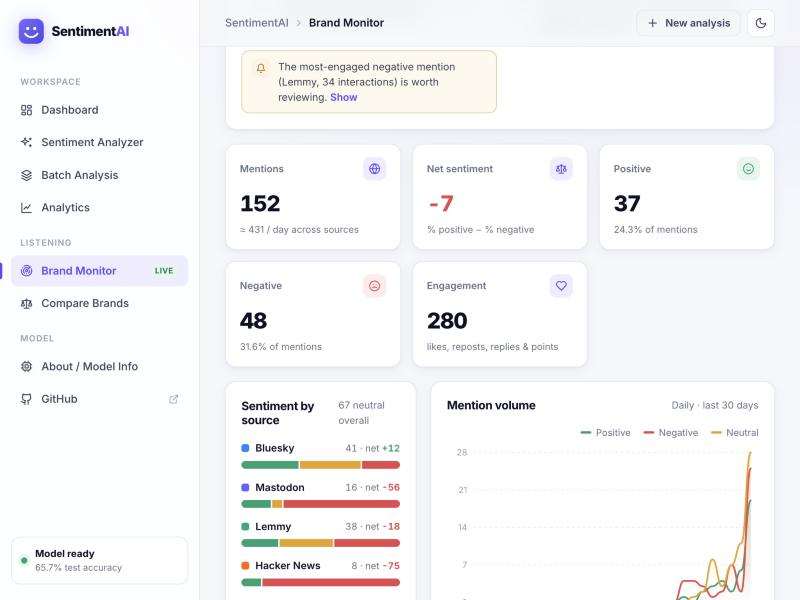 SentimentAI
WORKSPACE
Dashboard
Sentiment Analyzer
Batch Analysis
Analytics
LISTENING
Brand Monitor LIVE
Compare Brands
MODEL
About / Model Info
GitHub
Model ready
65.7% test accuracy
SentimentAI > Brand Monitor
New analysis
The most-engaged negative mention
(Lemmy, 34 interactions) is worth
reviewing. Show
Mentions
152
≈ 431 / day across sources
Net sentiment
-7
% positive − % negative
Positive
37
24.3% of mentions
Negative
48
31.6% of mentions
Engagement
280
likes, reposts, replies & points
Sentiment by
source
67 neutral
overall
Bluesky 41 · net +12
Mastodon 16 · net -56
Lemmy 38 · net -18
Hacker News 8 · net -75
Mention volume
Daily · last 30 days
Positive Negative Neutral
28
21
14
7